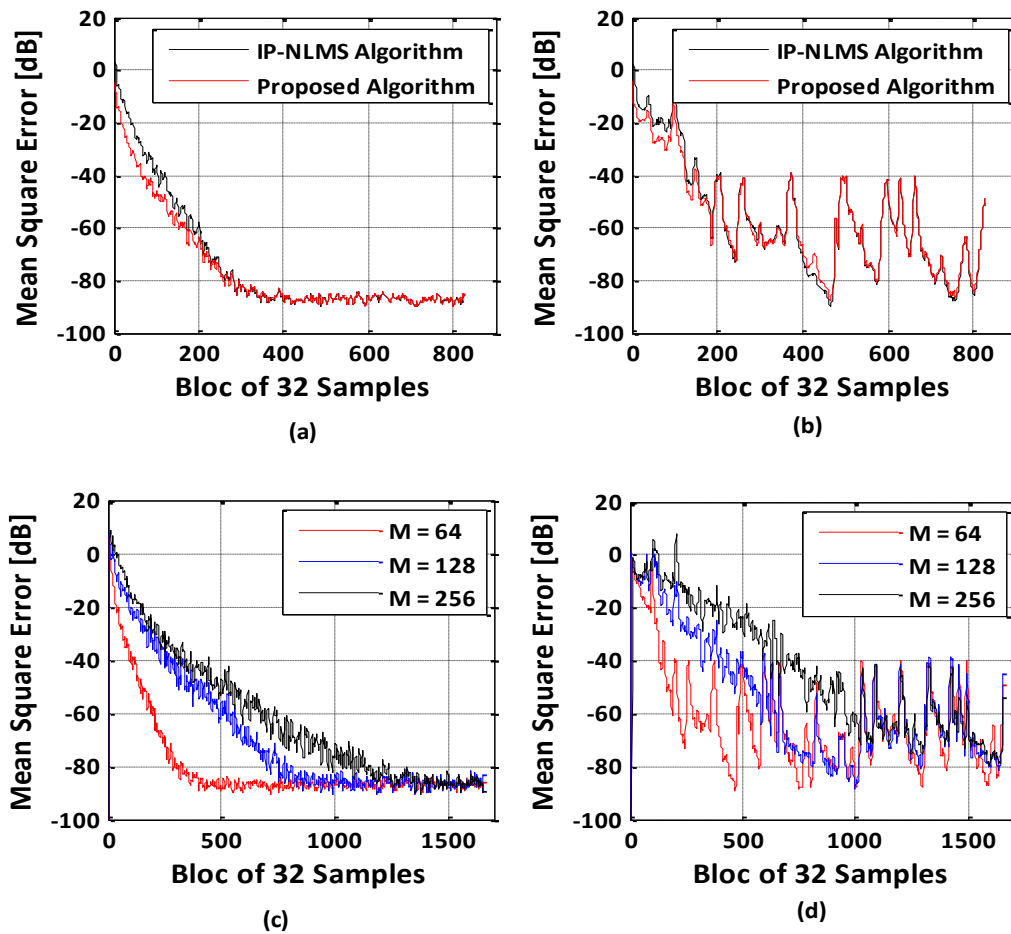 20
0
-20
-40
-60
-80
-100
Mean Square Error [dB]
IP-NLMS Algorithm
Proposed Algorithm
0
200
400
600
800
Bloc of 32 Samples
(a)
20
0
-20
-40
-60
-80
-100
Mean Square Error [dB]
IP-NLMS Algorithm
Proposed Algorithm
0
200
400
600
800
Bloc of 32 Samples
(b)
20
0
-20
-40
-60
-80
-100
Mean Square Error [dB]
M = 64
M = 128
M = 256
0
500
1000
1500
Bloc of 32 Samples
(c)
20
0
-20
-40
-60
-80
-100
Mean Square Error [dB]
M = 64
M = 128
M = 256
0
500
1000
1500
Bloc of 32 Samples
(d)